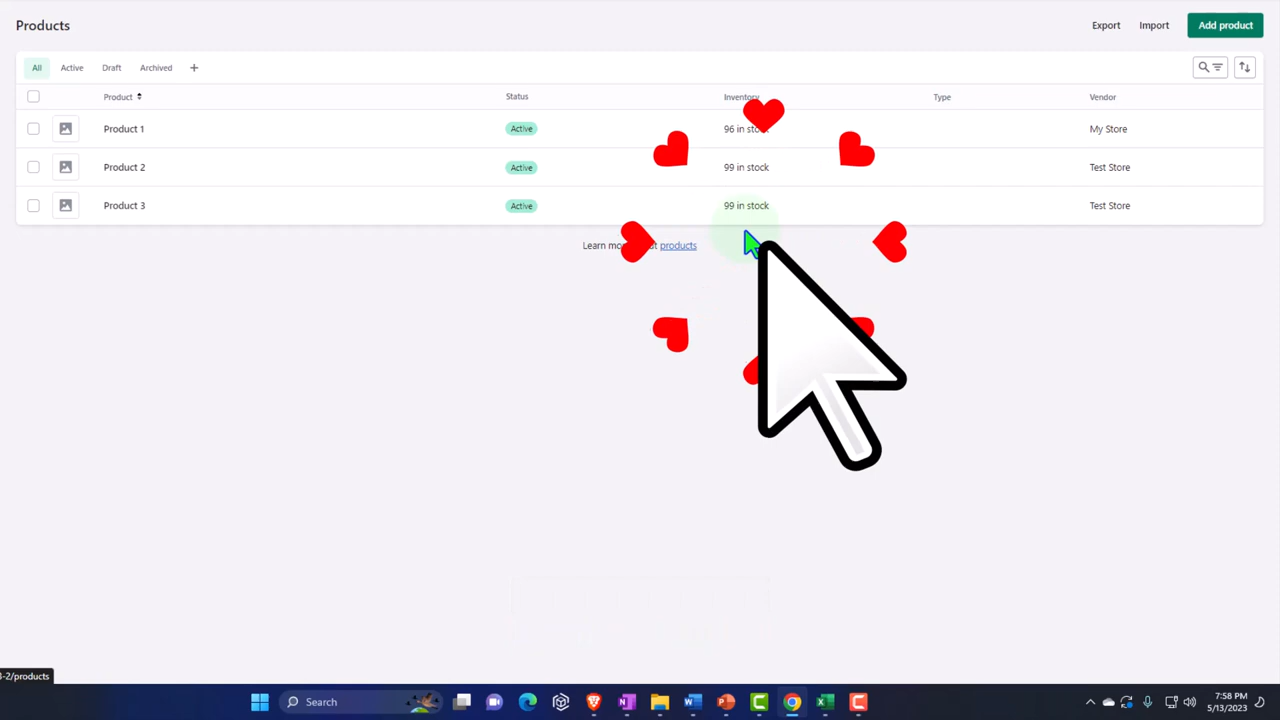 Products
Export Import Add product
All Active Draft Archived +
Product Status Inventory Type Vendor
Product 1 Active 96 in stock My Store
Product 2 Active 99 in stock Test Store
Product 3 Active 99 in stock Test Store
Learn products
-2/products
Search
7:58 PM
5/13/2023